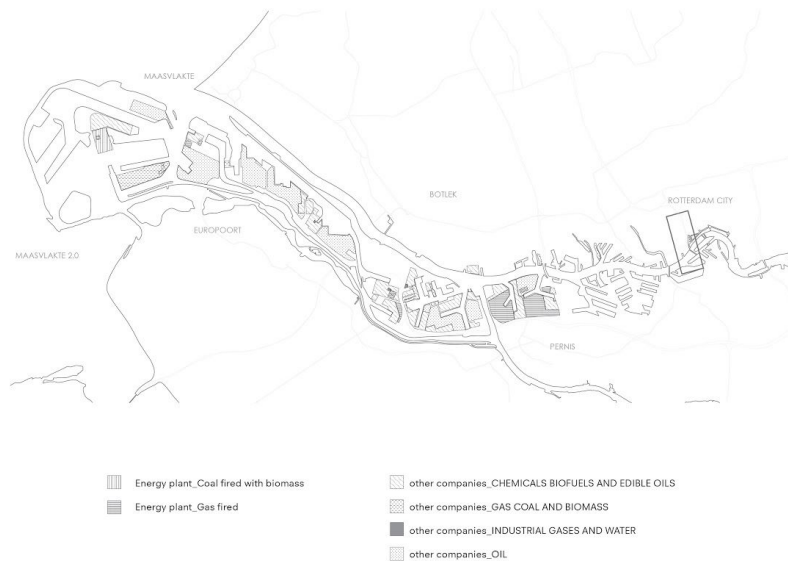 MAASVLAKTE
BOTLEK
ROTTERDAM CITY
EUROPOORT
MAASVLAKTE 2.0
PERNIS
Energy plant_Coal fired with biomass
Energy plant_Gas fired
other companies_CHEMICALS BIOFUELS AND EDIBLE OILS
other companies_GAS COAL AND BIOMASS
other companies_INDUSTRIAL GASES AND WATER
other companies_OIL